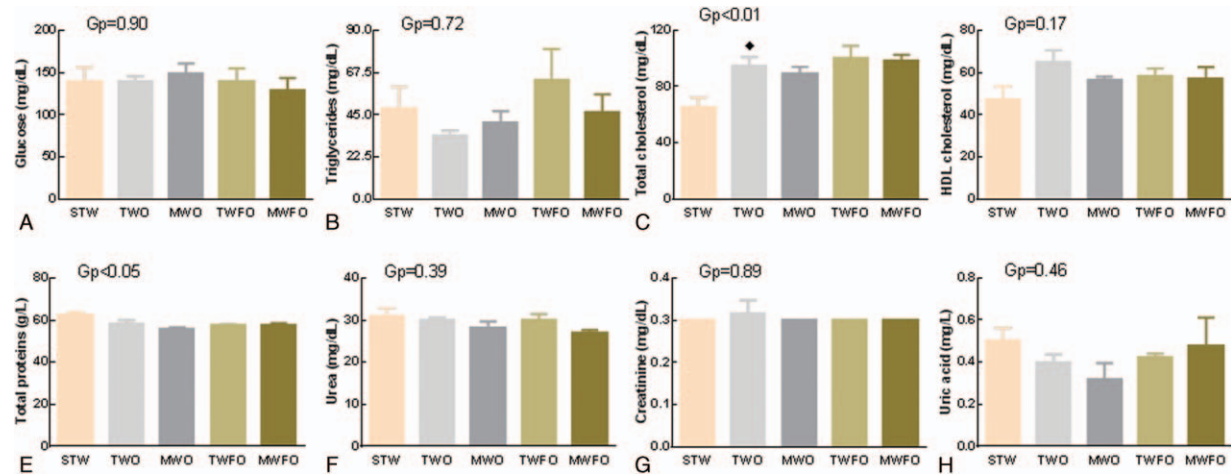 Gp=0.90
Glucose (mg/dL)
200
150
100
50
0
STW TWO MWO TWFO MWFO
A
Gp=0.72
Triglycerides (mg/dL)
90.0
67.5
45.0
22.5
0.0
STW TWO MWO TWFO MWFO
B
Gp<0.01
Total cholesterol (mg/dL)
120
80
40
0
STW TWO MWO TWFO MWFO
C
Gp=0.17
HDL cholesterol (mg/dL)
80
60
40
20
0
STW TWO MWO TWFO MWFO
Gp<0.05
Total proteins (g/L)
80
60
40
20
0
STW TWO MWO TWFO MWFO
E
Gp=0.39
Urea (mg/dL)
40
30
20
10
0
STW TWO MWO TWFO MWFO
F
Gp=0.89
Creatinine (mg/dL)
0.4
0.3
0.2
0.1
0.0
STW TWO MWO TWFO MWFO
G
Gp=0.46
Uric acid (mg/L)
0.8
0.6
0.4
0.2
0.0
STW TWO MWO TWFO MWFO
H